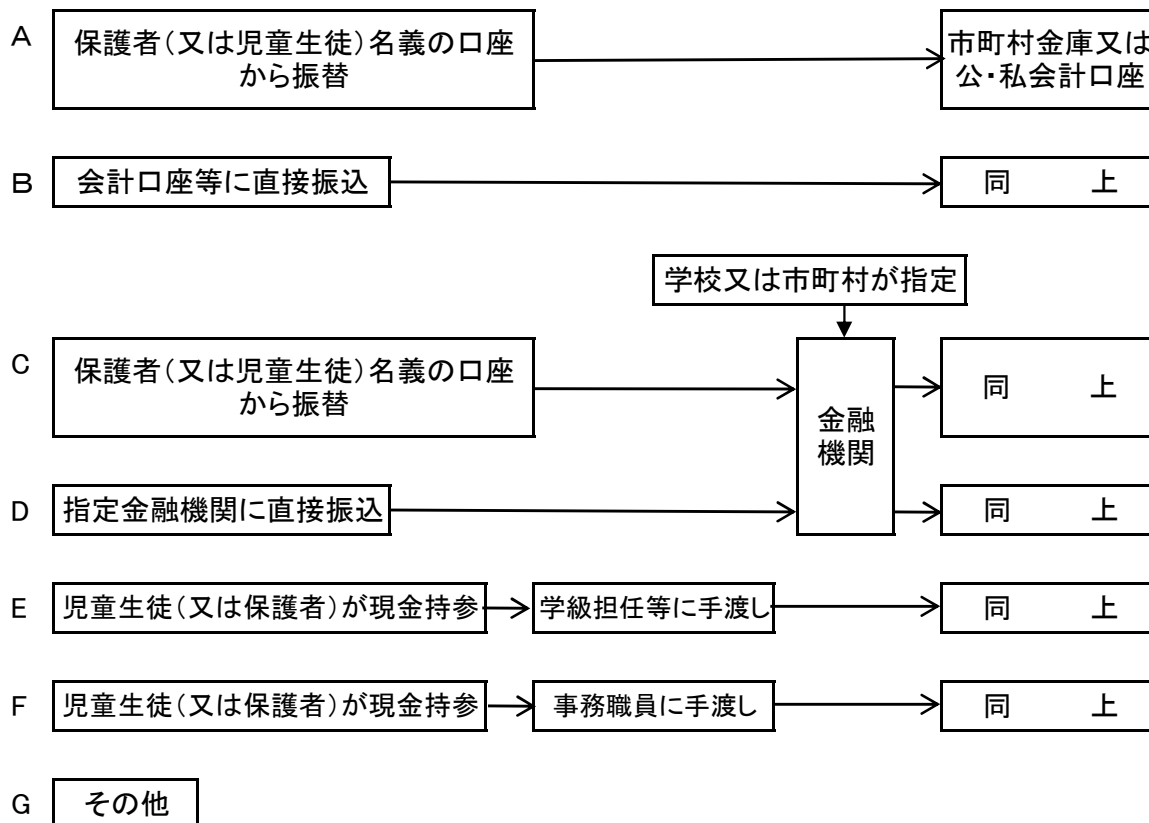 A
保護者(又は児童生徒)名義の口座
から振替
市町村金庫又は
公・私会計口座
B
会計口座等に直接振込
同 上
学校又は市町村が指定
C
保護者(又は児童生徒)名義の口座
から振替
金融
機関
同 上
D
指定金融機関に直接振込
同 上
E
児童生徒(又は保護者)が現金持参
学級担任等に手渡し
同 上
F
児童生徒(又は保護者)が現金持参
事務職員に手渡し
同 上
G
その他